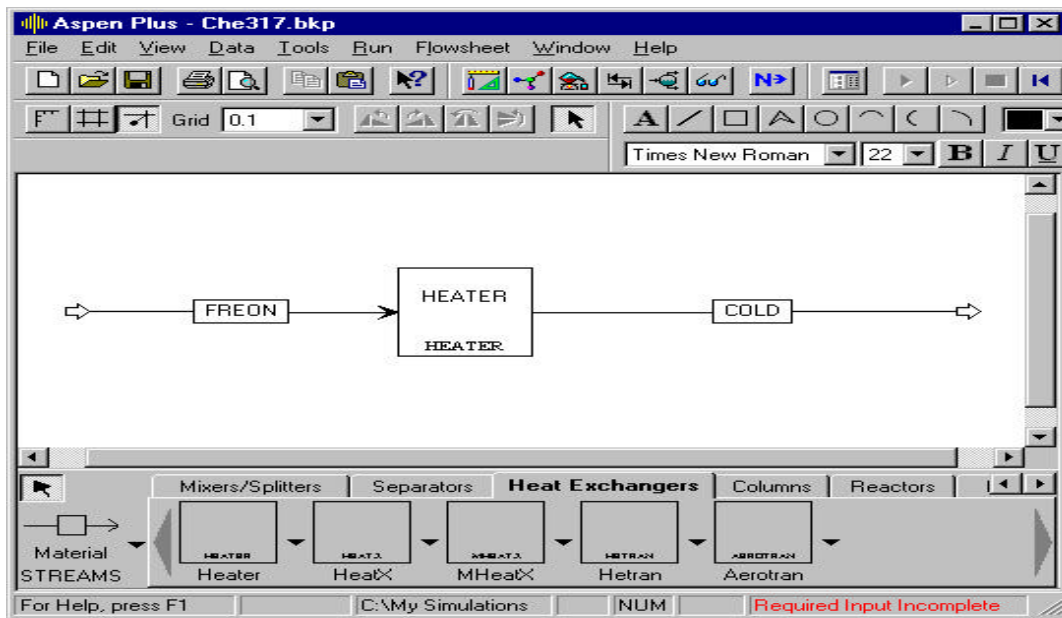 Aspen Plus - Che317.bkp
File Edit View Data Tools Run Flowsheet Window Help
N>
Grid 0.1 A
Times New Roman 22 B I U
FREON HEATER COLD
HEATER
Mixers/Splitters Separators Heat Exchangers Columns Reactors
HEATER HEATX MHEATX HETRAN AEROTRAN
Material
STREAMS Heater HeatX MHeatX Hetran Aerotran
For Help, press F1 C:\My Simulations NUM Required Input Incomplete